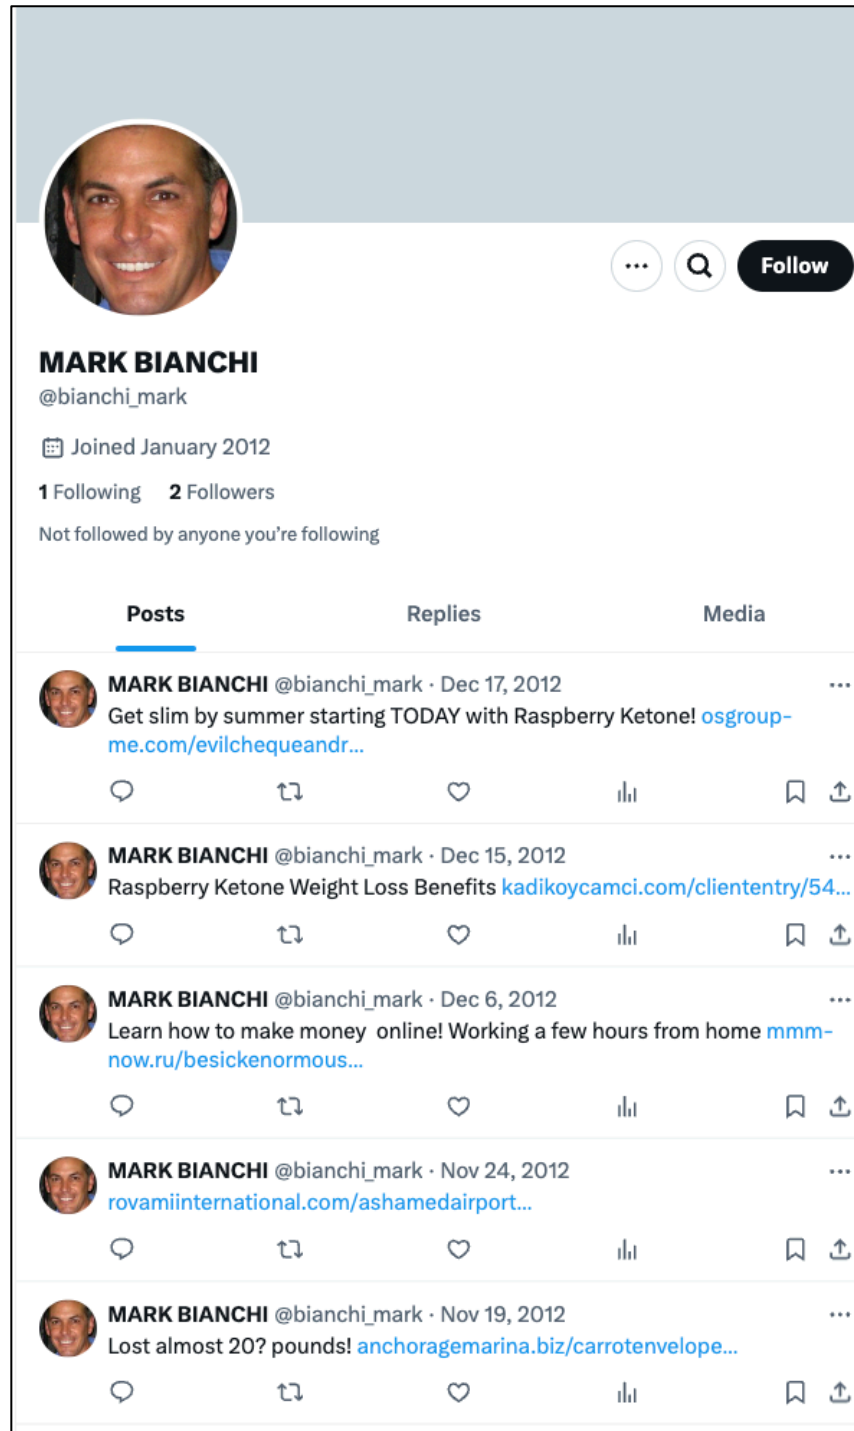 Follow
MARK BIANCHI
@bianchi_mark
Joined January 2012
1 Following 2 Followers
Not followed by anyone you're following
Posts Replies Media
MARK BIANCHI @bianchi_mark · Dec 17, 2012
Get slim by summer starting TODAY with Raspberry Ketone! osgroup-
me.com/evilchequeandr...
MARK BIANCHI @bianchi_mark · Dec 15, 2012
Raspberry Ketone Weight Loss Benefits kadikoycamci.com/cliententry/54...
MARK BIANCHI @bianchi_mark · Dec 6, 2012
Learn how to make money  online! Working a few hours from home mmm-
now.ru/besickenormous...
MARK BIANCHI @bianchi_mark · Nov 24, 2012
rovamiinternational.com/ashamedairport...
MARK BIANCHI @bianchi_mark · Nov 19, 2012
Lost almost 20? pounds! anchoragemarina.biz/carrotenvelope...